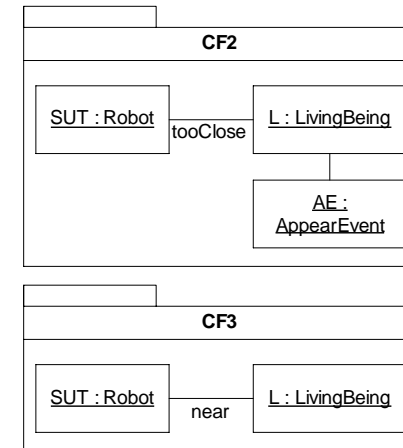 CF2
SUT : Robot
tooClose
L : LivingBeing
AE :
AppearEvent
CF3
SUT : Robot
near
L : LivingBeing